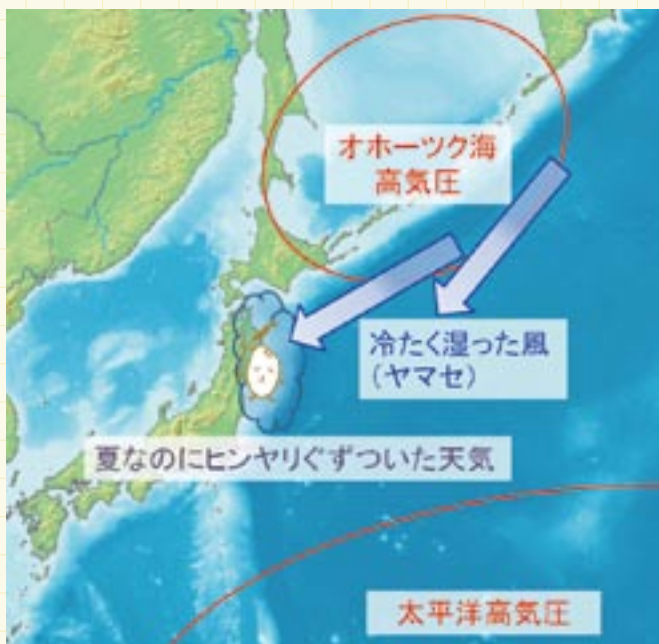 オホーツク海
高気圧
冷たく湿った風
（ヤマセ）
夏なのにヒンヤリぐずついた天気
太平洋高気圧